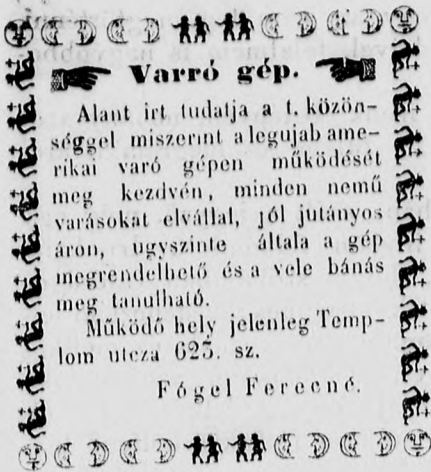 Varró gép.
Alant irt tudatja a t. közön-
séggel miszerint a legujab ame-
rikai varó gépen működését
meg kezdvén, minden nemű
varásokat elvállal, jól jutányos
áron, ugyszinte általa a gép
megrendelhető és a vele bánás
meg tanulható.
Működő hely jelenleg Temp-
lom utcza 625. sz.
Fógel Ferecné.